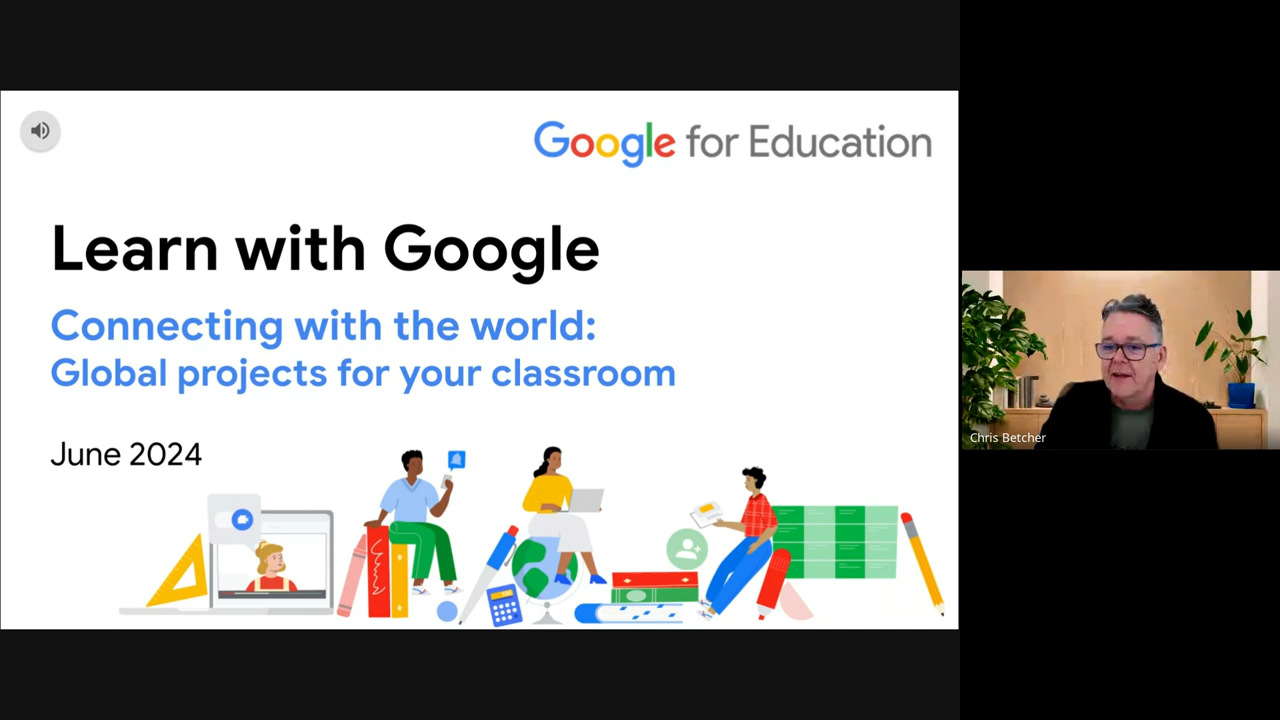 Google for Education
Learn with Google
Connecting with the world:
Global projects for your classroom
June 2024
Chris Betcher